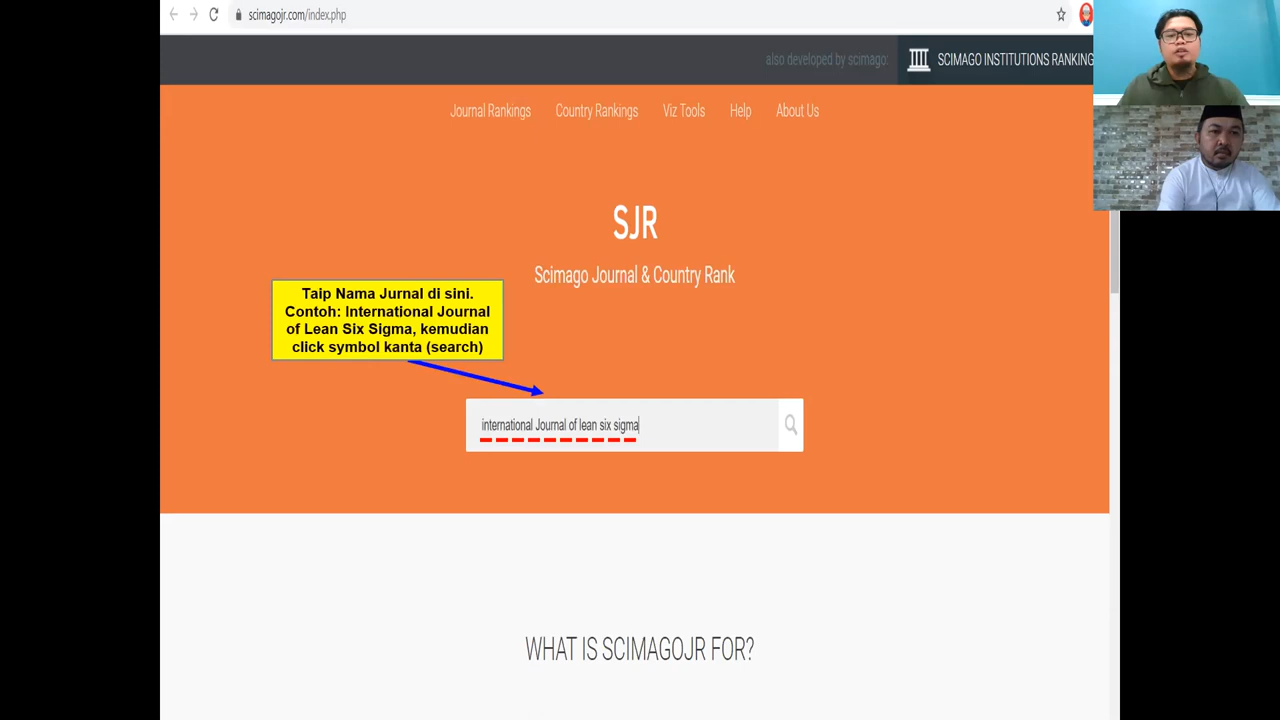 scimagojr.com/index.php
also developed by scimago:
SCIMAGO INSTITUTIONS RANKING
Journal Rankings
Country Rankings
Viz Tools
Help
About Us
SJR
Scimago Journal & Country Rank
Taip Nama Jurnal di sini.
Contoh: International Journal
of Lean Six Sigma, kemudian
click symbol kanta (search)
international Journal of lean six sigma
WHAT IS SCIMAGOJR FOR?